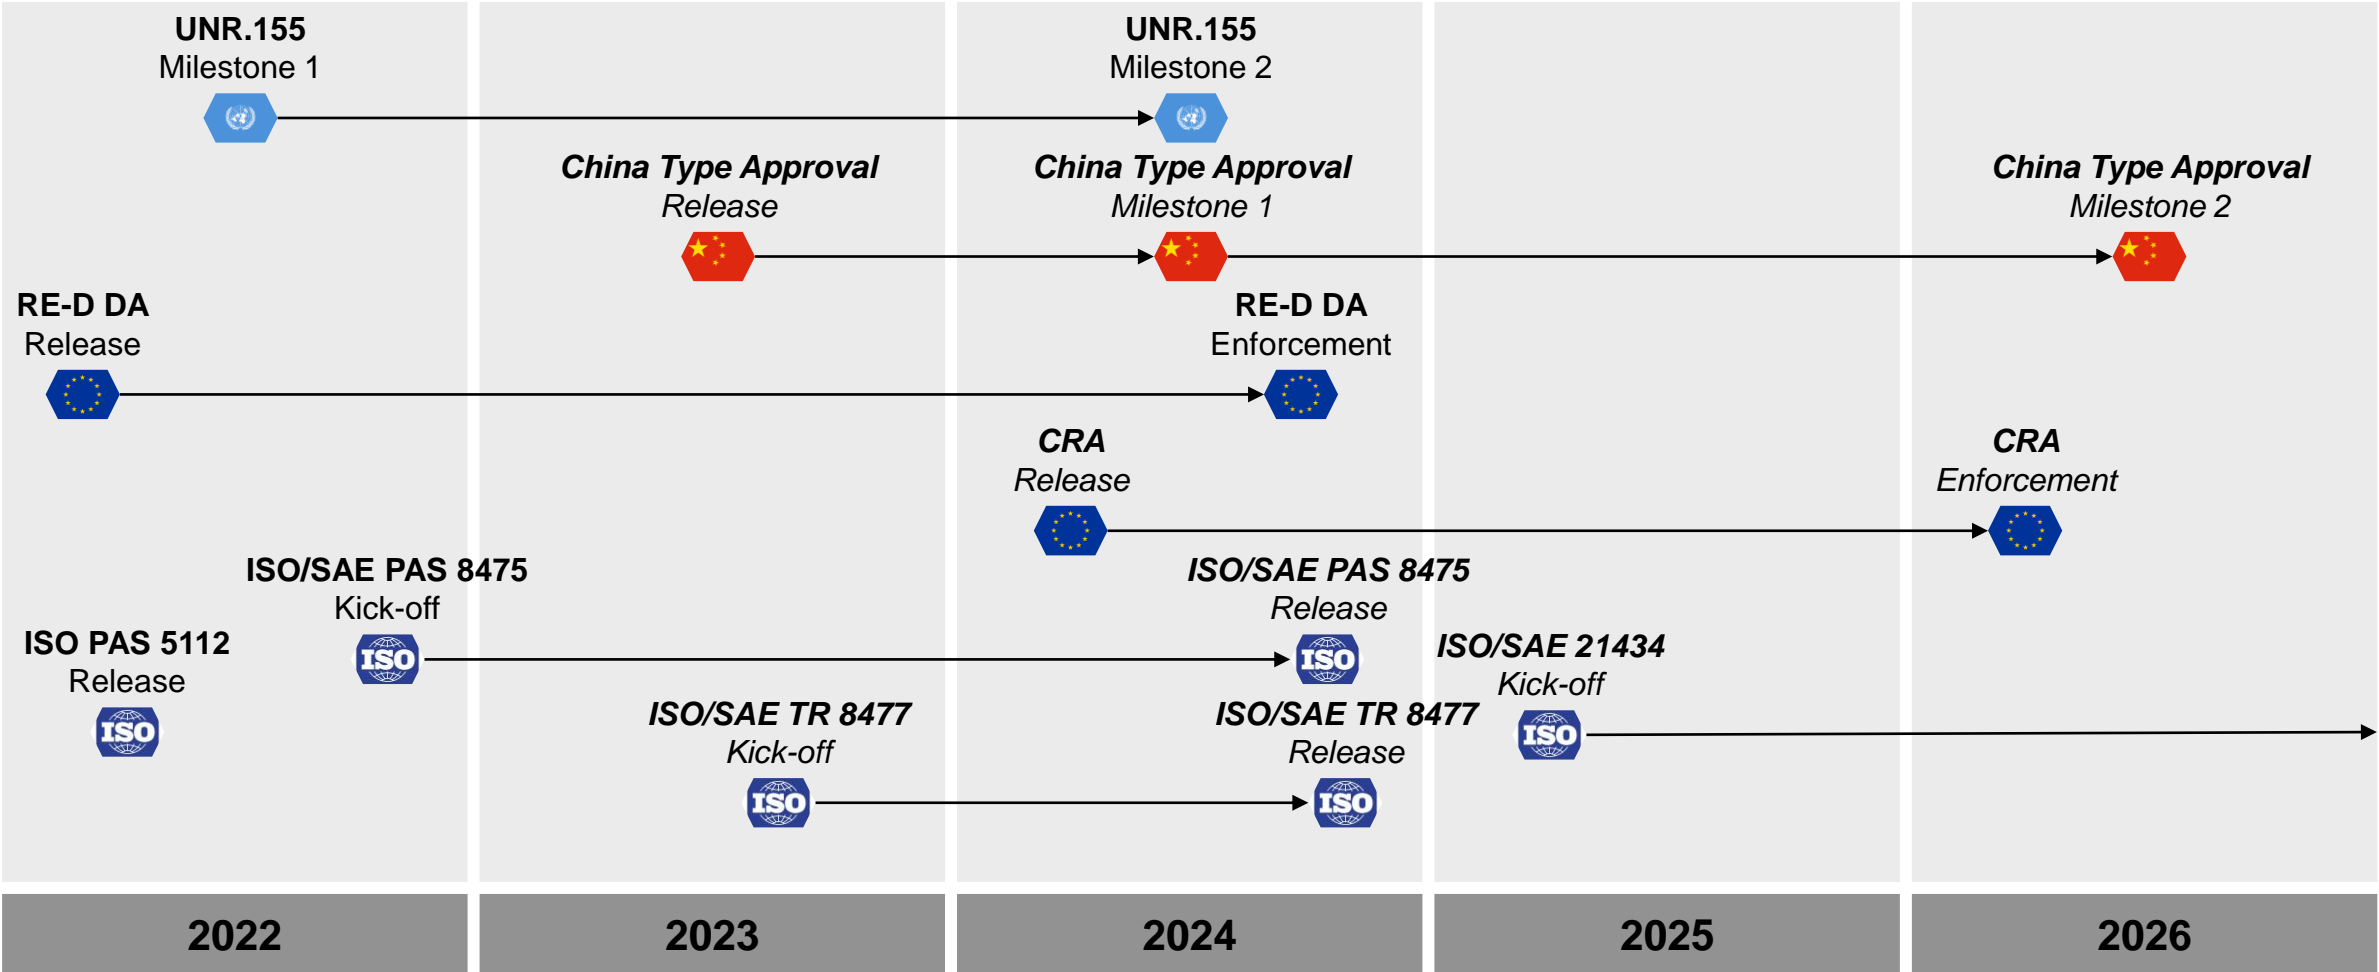 UNR.155
Milestone 1
UNR.155
Milestone 2
China Type Approval
Release
China Type Approval
Milestone 1
China Type Approval
Milestone 2
RE-D DA
Release
RE-D DA
Enforcement
CRA
Release
CRA
Enforcement
ISO/SAE PAS 8475
Kick-off
ISO
ISO/SAE PAS 8475
Release
ISO
ISO PAS 5112
Release
ISO
ISO/SAE 21434
Kick-off
ISO
ISO/SAE TR 8477
Kick-off
ISO
ISO/SAE TR 8477
Release
ISO
2022
2023
2024
2025
2026